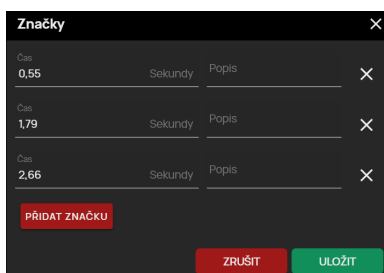 Značky
Čas
0,55 Sekundy Popis
Čas
1,79 Sekundy Popis
Čas
2,66 Sekundy Popis
PŘIDAT ZNAČKU
ZRUŠIT ULOŽIT